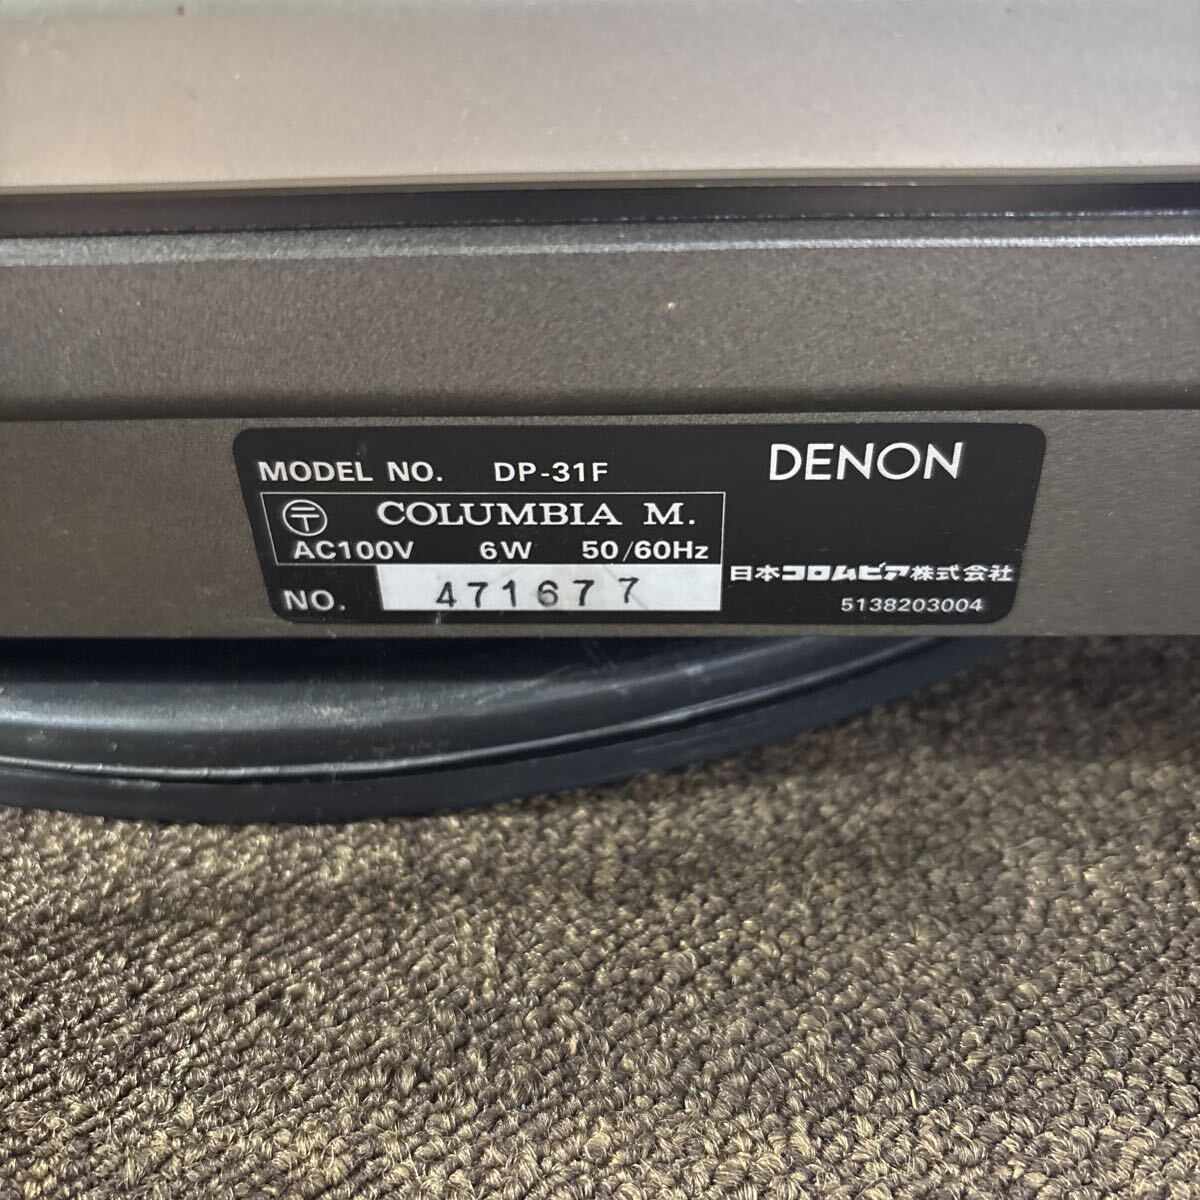 MODEL NO. DP-31F
DENON
〒 COLUMBIA M.
AC100V 6W 50/60Hz
日本コロムビア株式会社
NO. 471677
5138203004